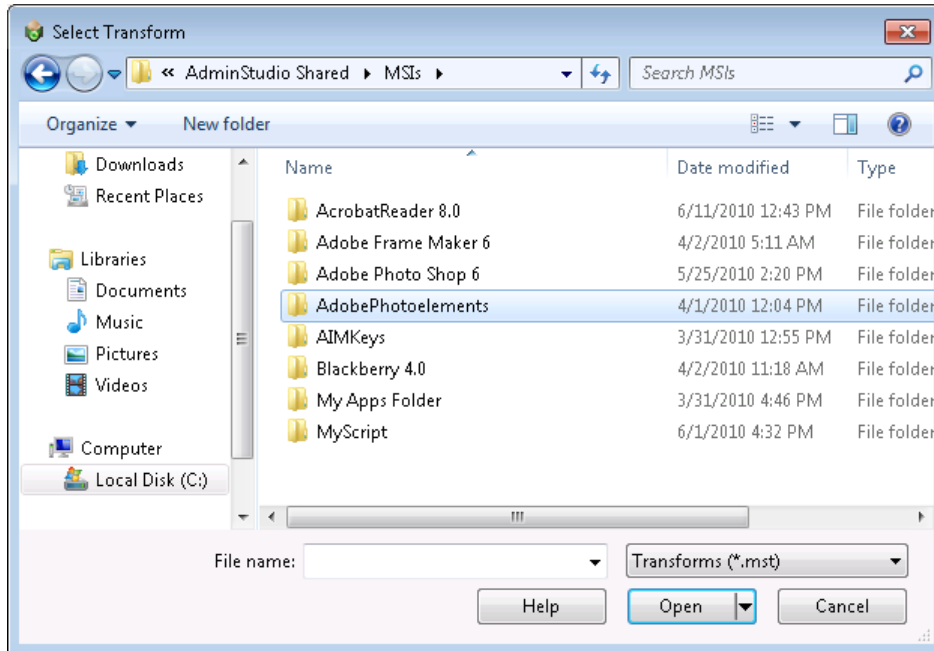 Select Transform
« AdminStudio Shared ▸ MSIs ▸ Search MSIs
Organize ▾ New folder
Downloads
Recent Places
Libraries
Documents
Music
Pictures
Videos
Computer
Local Disk (C:)
Name Date modified Type
AcrobatReader 8.0 6/11/2010 12:43 PM File folder
Adobe Frame Maker 6 4/2/2010 5:11 AM File folder
Adobe Photo Shop 6 5/25/2010 2:20 PM File folder
AdobePhotoelements 4/1/2010 12:04 PM File folder
AIMKeys 3/31/2010 12:55 PM File folder
Blackberry 4.0 4/2/2010 11:18 AM File folder
My Apps Folder 3/31/2010 4:46 PM File folder
MyScript 6/1/2010 4:32 PM File folder
File name: Transforms (*.mst)
Help Open Cancel